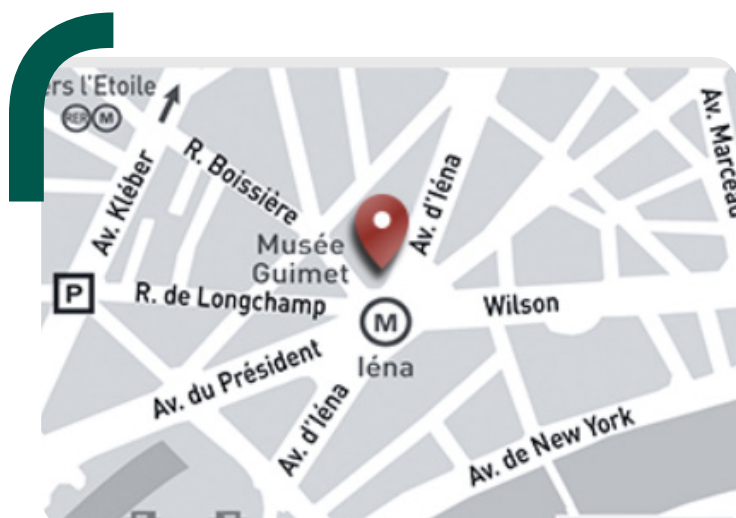 ers l'Etoile
RER M
Av. Kléber
R. Boissière
Av. d'Iéna
Av. Marceau
Musée
Guimet
P
R. de Longchamp
Wilson
M
Iéna
Av. du Président
Av. d'Iéna
Av. de New York